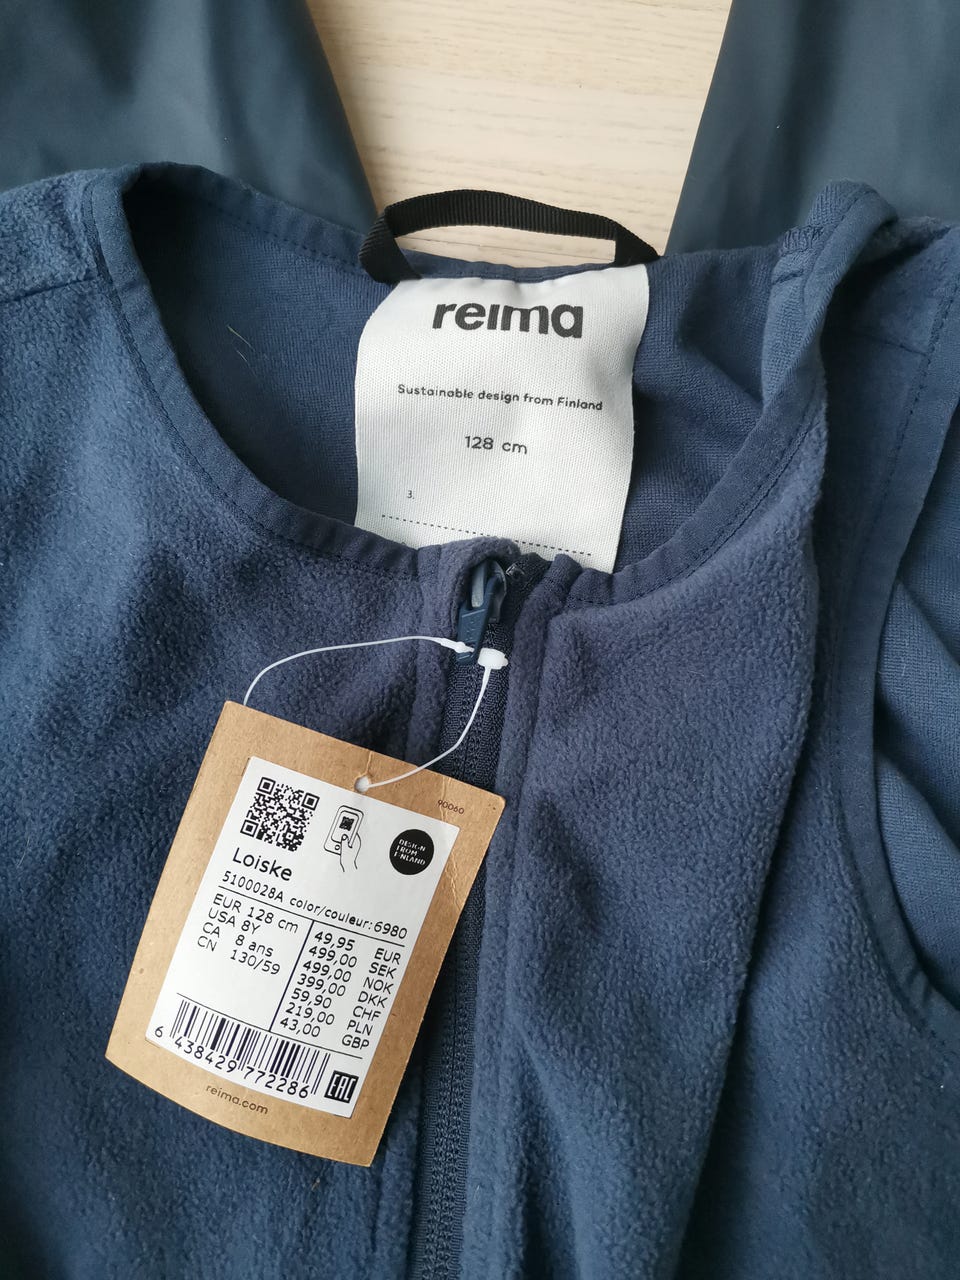 reima
Sustainable design from Finland
128 cm
3.
90060
DESIGN
FROM
FINLAND
Loiske
5100028A color/couleur:6980
EUR 128 cm
USA 8Y
CA 8 ans
CN 130/59
49,95 EUR
499,00 SEK
499,00 NOK
399,00 DKK
59,90 CHF
219,00 PLN
43,00 GBP
6 438429 772286
EAC
reima.com